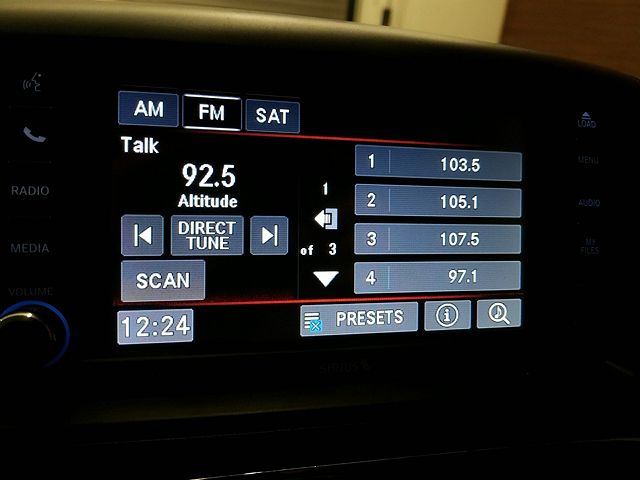 AM FM SAT
LOAD
Talk
1 103.5
MENU
92.5
RADIO
Altitude
1
2 105.1
AUDIO
DIRECT
TUNE
3 107.5
of 3
MY
FILES
MEDIA
SCAN
4 97.1
VOLUME
12:24
PRESETS
SIRIUS